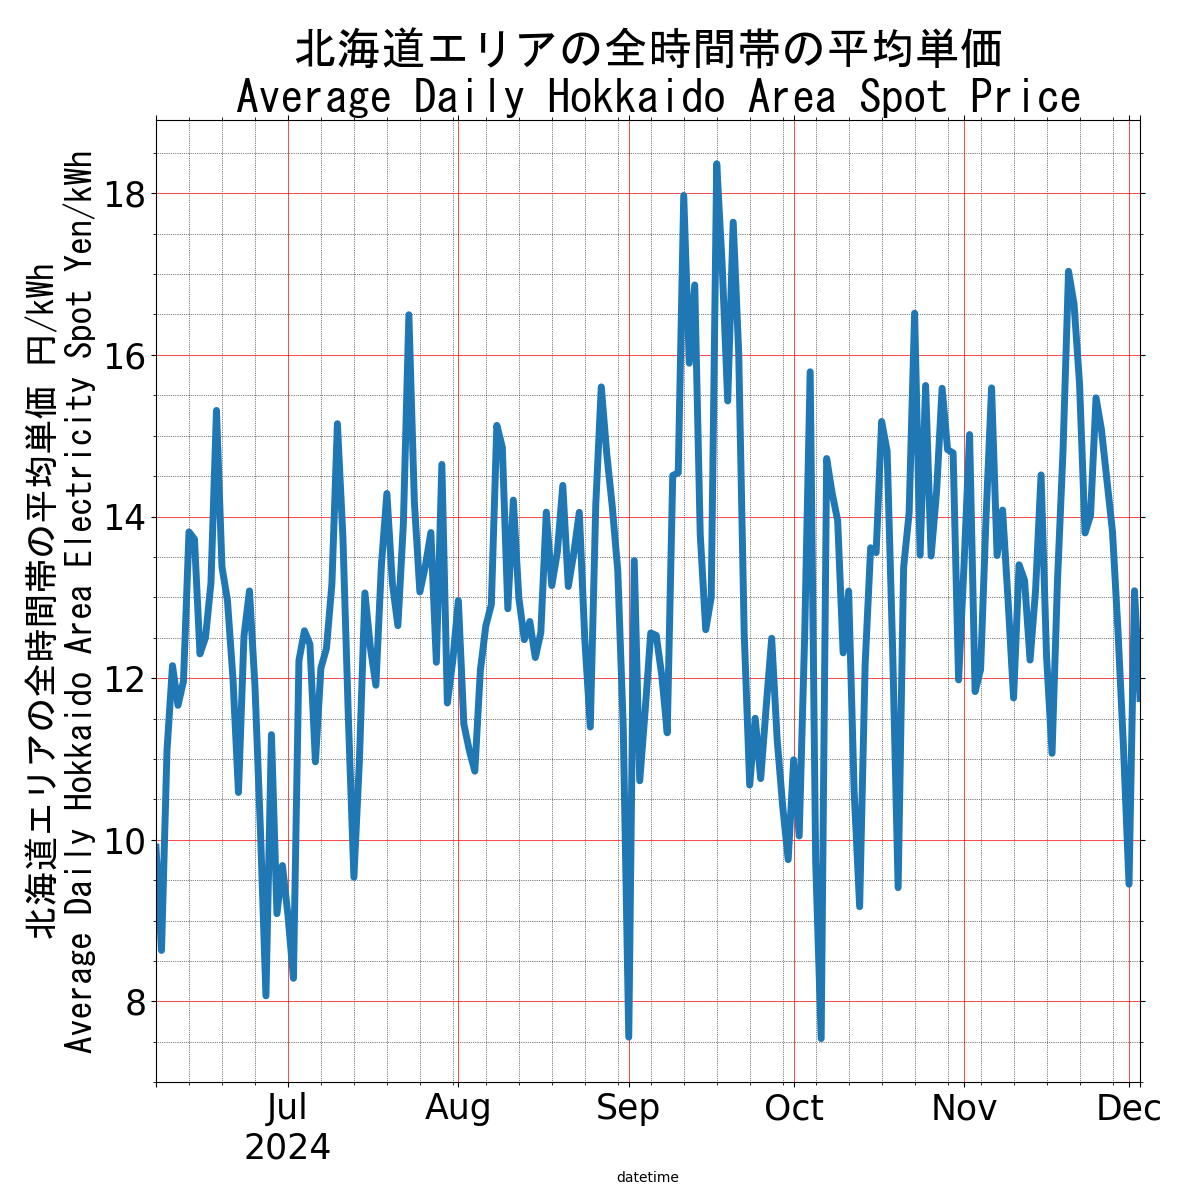 北海道エリアの全時間帯の平均単価
Average Daily Hokkaido Area Spot Price
北海道エリアの全時間帯の平均単価 円/kWh
Average Daily Hokkaido Area Electricity Spot Yen/kWh
18
16
14
12
10
8
Jul
2024
Aug
Sep
Oct
Nov
Dec
datetime